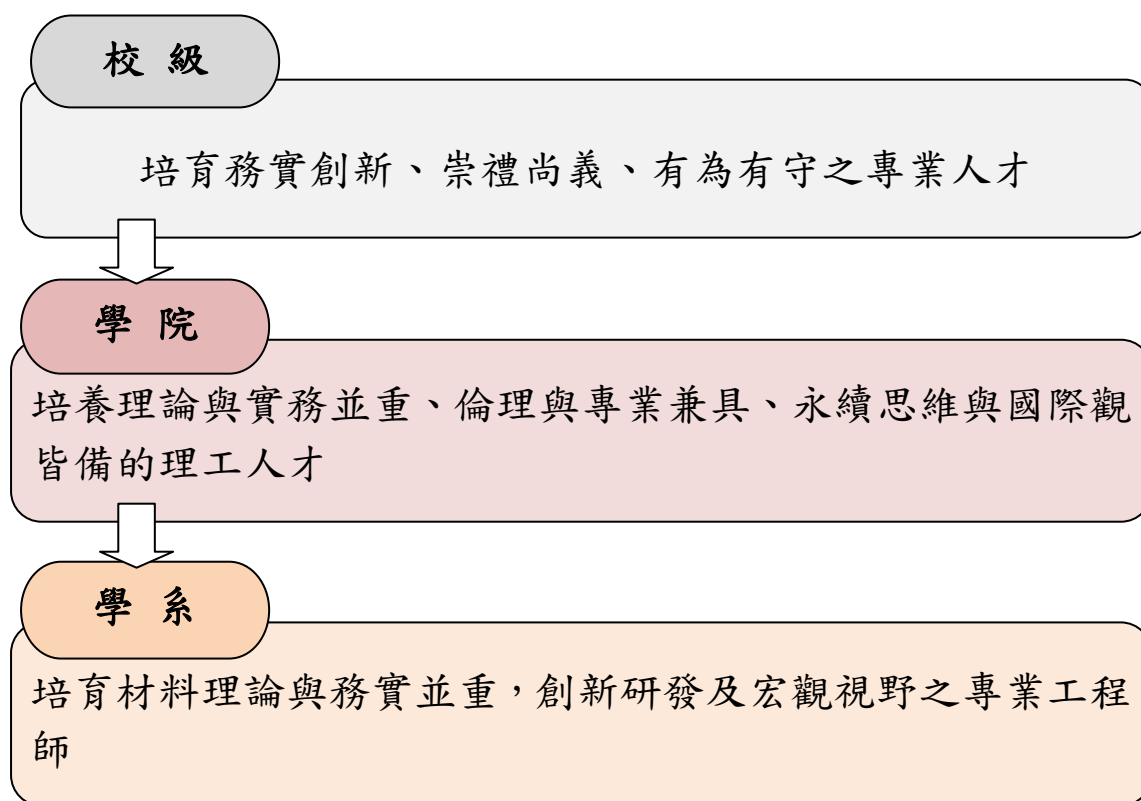 校 級
培育務實創新、崇禮尚義、有為有守之專業人才
學 院
培養理論與實務並重、倫理與專業兼具、永續思維與國際觀
皆備的理工人才
學 系
培育材料理論與務實並重，創新研發及宏觀視野之專業工程
師